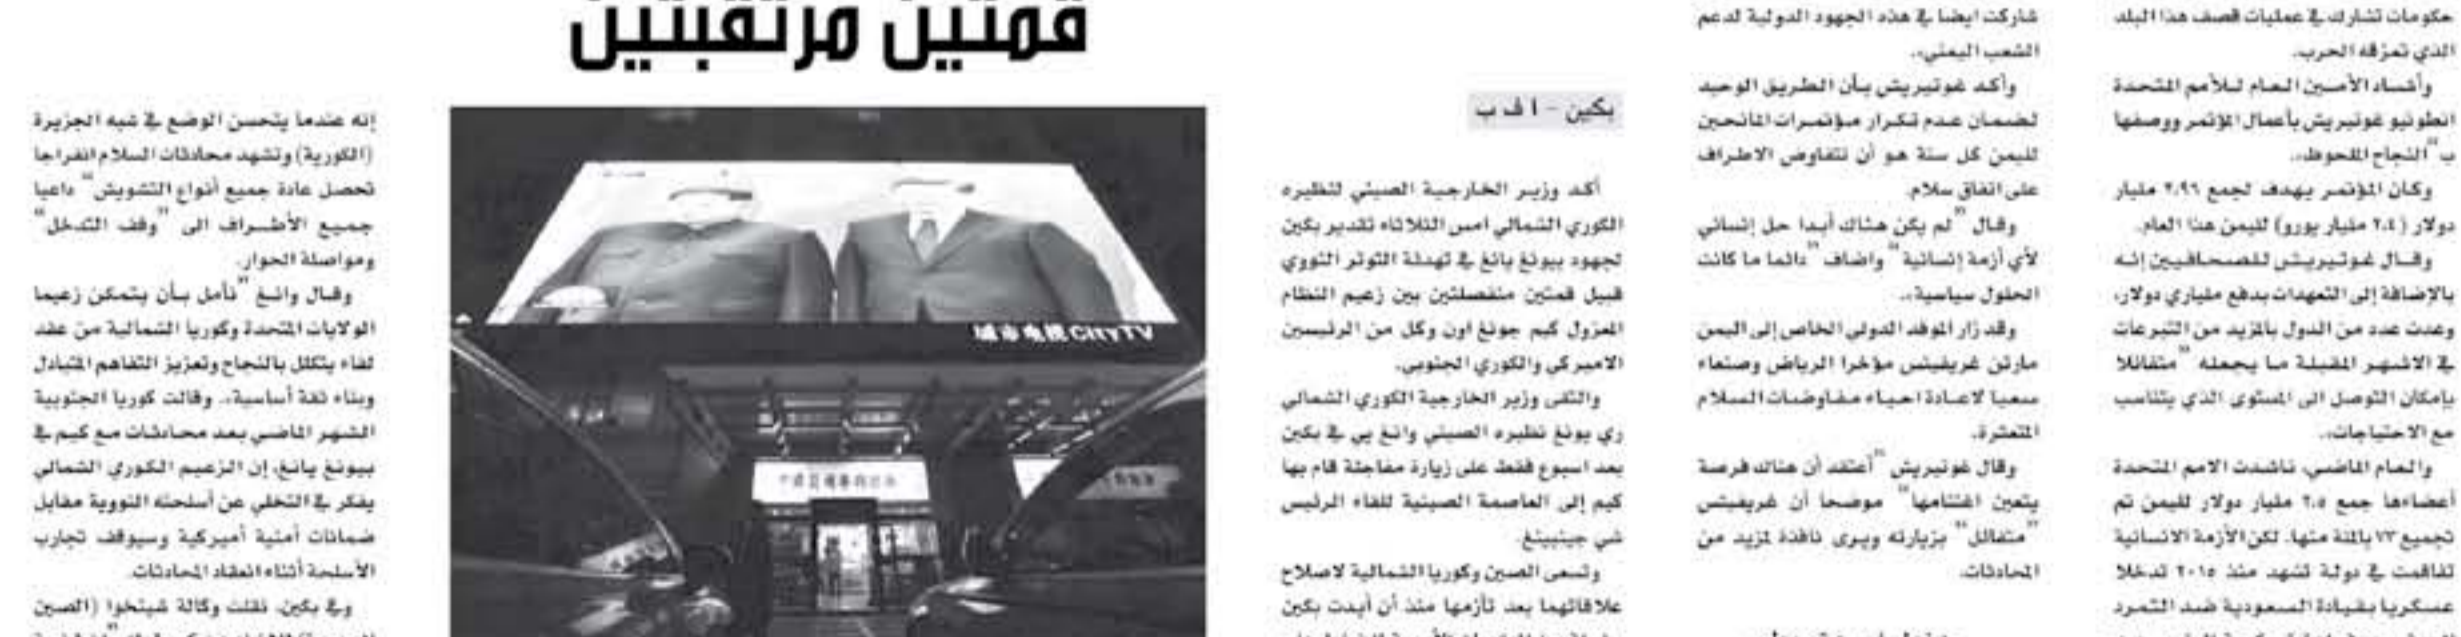 حكومات تشارك في عمليات قصف هذا البلد
الذي تمزقه الحرب.
وأشاد الأمين العام للأمم المتحدة
انطونيو غوتيريش بأعمال المؤتمر ووصفها
ب"النجاح الملحوظ».
وكان المؤتمر يهدف لجمع ٢،٩٦ مليار
دولار (٢،٤ مليار يورو) لليمن هذا العام.
وقال غوتيريش للصحافيين إنه
بالإضافة إلى التعهدات بدفع ملياري دولار،
وعدت عدد من الدول بالمزيد من التبرعات
في الاشهر المقبلة ما يجعله "متفائلا
بإمكان التوصل الى المستوى الذي يتناسب
مع الاحتياجات».
والعام الماضي، ناشدت الامم المتحدة
أعضاءها جمع ٢،٥ مليار دولار لليمن تم
تجميع ٧٣ بالمئة منها. لكن الأزمة الانسانية
تفاقمت في دولة تشهد منذ ٢٠١٥ تدخلا
عسكريا بقيادة السعودية ضد التمرد
شاركت ايضا في هذه الجهود الدولية لدعم
الشعب اليمني».
وأكد غوتيريش بأن الطريق الوحيد
لضمان عدم تكرار مؤتمرات المانحين
لليمن كل سنة هو أن تتفاوض الاطراف
على اتفاق سلام.
وقال "لم يكن هناك أبدا حل إنساني
لأي أزمة إنسانية" واضاف "دائما ما كانت
الحلول سياسية».
وقد زار الموفد الدولي الخاص إلى اليمن
مارتن غريفيتس مؤخرا الرياض وصنعاء
سعيا لاعادة احياء مفاوضات السلام
المتعثرة.
وقال غوتيريش "أعتقد أن هناك فرصة
يتعين اغتنامها" موضحا أن غريفيتس
"متفائل" بزيارته ويرى نافذة لمزيد من
المحادثات.
قمتين مرتقبتين
بكين - ا ف ب
أكد وزير الخارجية الصيني لنظيره
الكوري الشمالي امس الثلاثاء تقدير بكين
لجهود بيونغ يانغ في تهدئة التوتر النووي
قبيل قمتين منفصلتين بين زعيم النظام
المعزول كيم جونغ اون وكل من الرئيسين
الاميركي والكوري الجنوبي.
والتقى وزير الخارجية الكوري الشمالي
ري يونغ نظيره الصيني وانغ يي في بكين
بعد اسبوع فقط على زيارة مفاجئة قام بها
كيم إلى العاصمة الصينية للقاء الرئيس
شي جينبينغ.
وتسعى الصين وكوريا الشمالية لاصلاح
علاقاتهما بعد تأزمها منذ أن أيدت بكين
城市电视 CityTV
إنه عندما يتحسن الوضع في شبه الجزيرة
(الكورية) وتشهد محادثات السلام انفراجا
تحصل عادة جميع أنواع التشويش" داعيا
جميع الأطراف الى "وقف التدخل"
ومواصلة الحوار.
وقال وانغ "نأمل بأن يتمكن زعيما
الولايات المتحدة وكوريا الشمالية من عقد
لقاء يتكلل بالنجاح وتعزيز التفاهم المتبادل
وبناء ثقة أساسية». وقالت كوريا الجنوبية
الشهر الماضي بعد محادثات مع كيم في
بيونغ يانغ، إن الزعيم الكوري الشمالي
يفكر في التخلي عن أسلحته النووية مقابل
ضمانات أمنية أميركية وسيوقف تجارب
الأسلحة أثناء انعقاد المحادثات.
وفي بكين، نقلت وكالة شينخوا (الصين